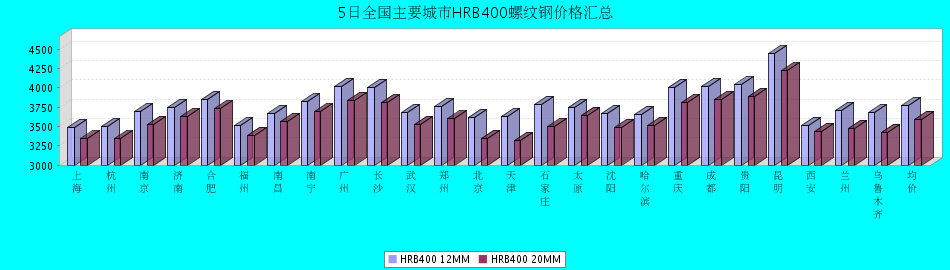 5日全国主要城市HRB400螺纹钢价格汇总
4500
4250
4000
3750
3500
3250
3000
上海
杭州
南京
济南
合肥
福州
南昌
南宁
广州
长沙
武汉
郑州
北京
天津
石家庄
太原
沈阳
哈尔滨
重庆
成都
贵阳
昆明
西安
兰州
乌鲁木齐
均价
HRB400 12MM HRB400 20MM